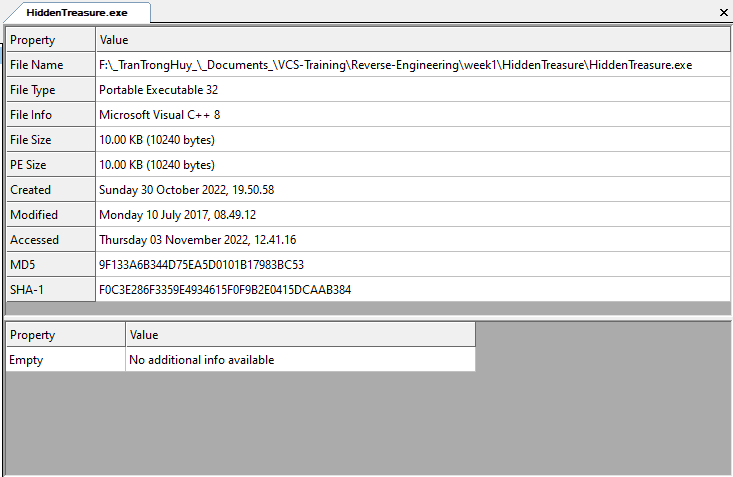 HiddenTreasure.exe
Property Value
File Name F:\_TranTrongHuy_\_Documents_\VCS-Training\Reverse-Engineering\week1\HiddenTreasure\HiddenTreasure.exe
File Type Portable Executable 32
File Info Microsoft Visual C++ 8
File Size 10.00 KB (10240 bytes)
PE Size 10.00 KB (10240 bytes)
Created Sunday 30 October 2022, 19.50.58
Modified Monday 10 July 2017, 08.49.12
Accessed Thursday 03 November 2022, 12.41.16
MD5 9F133A6B344D75EA5D0101B17983BC53
SHA-1 F0C3E286F3359E4934615F0F9B2E0415DCAAB384
Property Value
Empty No additional info available